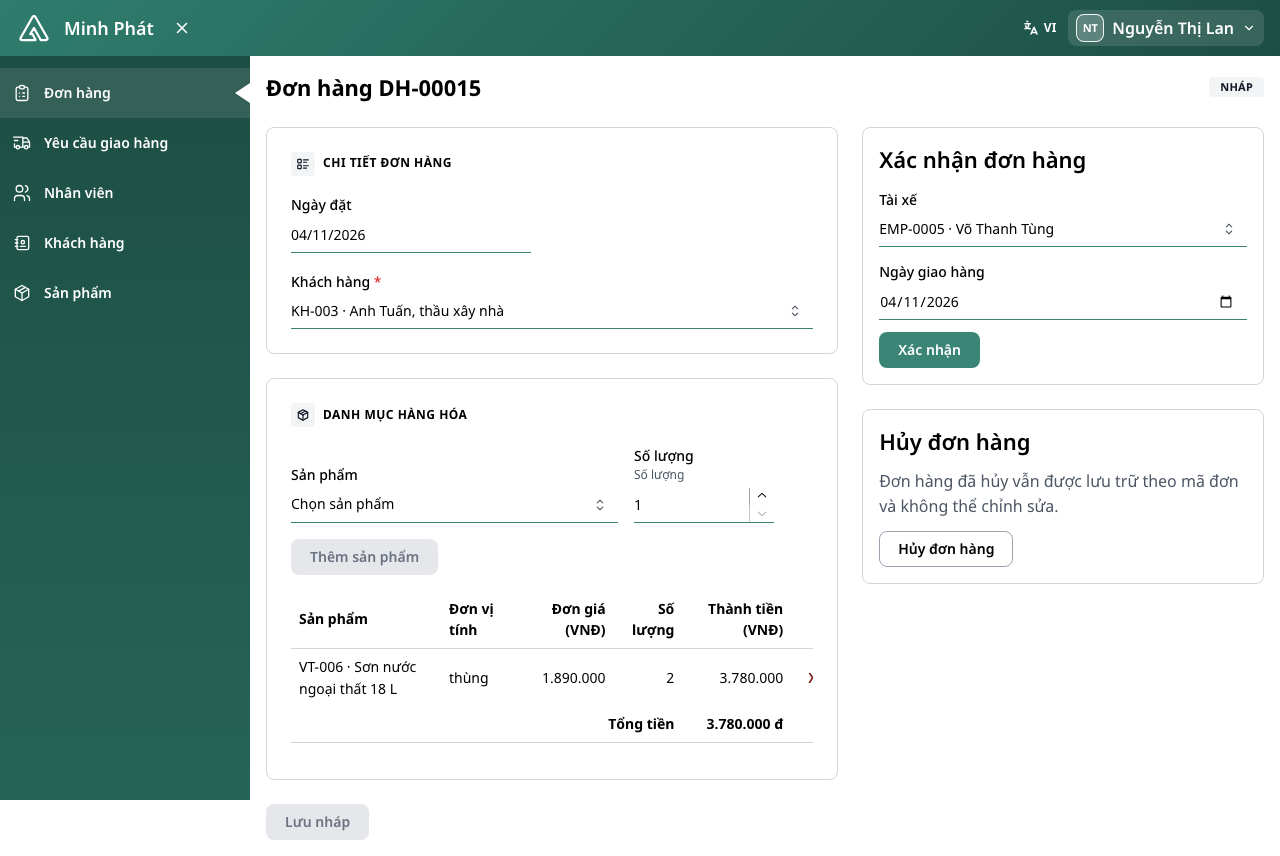 Minh Phát
VI
NT
Nguyễn Thị Lan
Đơn hàng
Yêu cầu giao hàng
Nhân viên
Khách hàng
Sản phẩm
Đơn hàng DH-00015
NHÁP
CHI TIẾT ĐƠN HÀNG
Ngày đặt
04/11/2026
Khách hàng *
KH-003 · Anh Tuấn, thầu xây nhà
DANH MỤC HÀNG HÓA
Sản phẩm
Chọn sản phẩm
Số lượng
Số lượng
1
Thêm sản phẩm
Sản phẩm
Đơn vị
tính
Đơn giá
(VNĐ)
Số
lượng
Thành tiền
(VNĐ)
VT-006 · Sơn nước
ngoại thất 18 L
thùng
1.890.000
2
3.780.000
Tổng tiền
3.780.000 đ
Lưu nháp
Xác nhận đơn hàng
Tài xế
EMP-0005 · Võ Thanh Tùng
Ngày giao hàng
04/11/2026
Xác nhận
Hủy đơn hàng
Đơn hàng đã hủy vẫn được lưu trữ theo mã đơn
và không thể chỉnh sửa.
Hủy đơn hàng